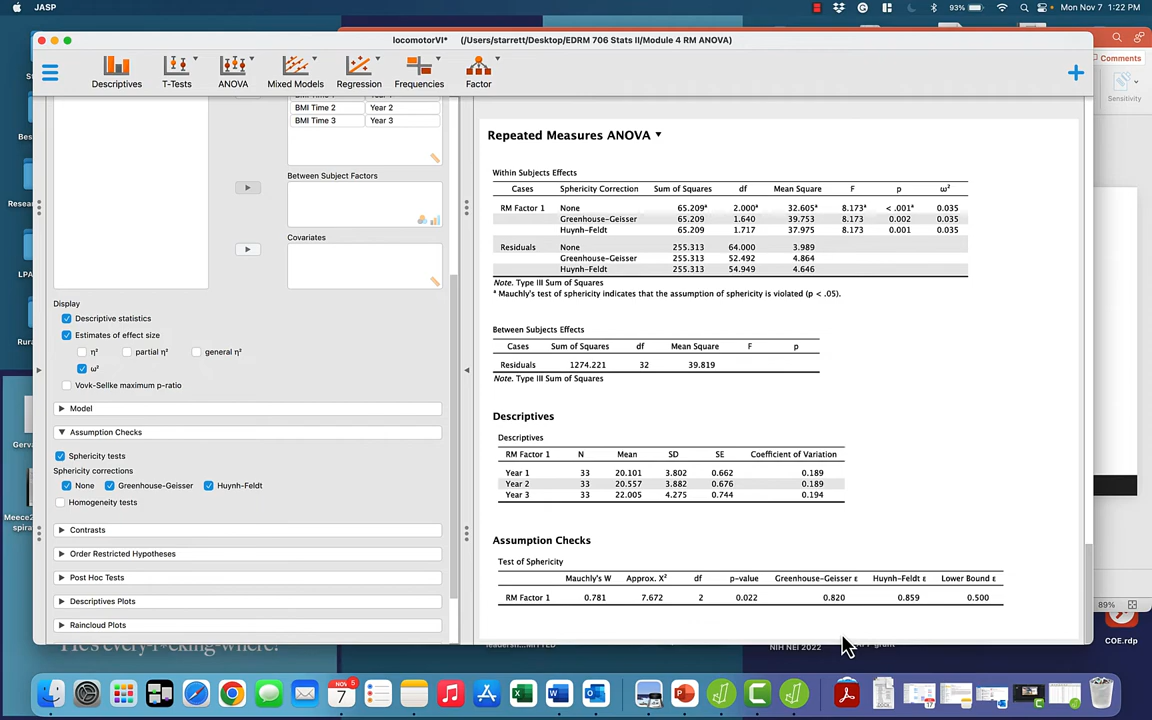 JASP
93%
Mon Nov 7 1:22 PM
locomotorVI* (/Users/starrett/Desktop/EDRM 706 Stats II/Module 4 RM ANOVA)
Descriptives T-Tests ANOVA Mixed Models Regression Frequencies Factor
Comments
Sensitivity
BMI Time 2 Year 2
BMI Time 3 Year 3
Between Subject Factors
Covariates
Display
Descriptive statistics
Estimates of effect size
η² partial η² general η²
ω²
Vovk-Sellke maximum p-ratio
Model
Assumption Checks
Sphericity tests
Sphericity corrections
None Greenhouse-Geisser Huynh-Feldt
Homogeneity tests
Contrasts
Order Restricted Hypotheses
Post Hoc Tests
Descriptives Plots
Raincloud Plots
Repeated Measures ANOVA
Within Subjects Effects
Cases Sphericity Correction Sum of Squares df Mean Square F p ω²
RM Factor 1 None 65.209ᵃ 2.000ᵃ 32.605ᵃ 8.173ᵃ < .001ᵃ 0.035
Greenhouse-Geisser 65.209 1.640 39.753 8.173 0.002 0.035
Huynh-Feldt 65.209 1.717 37.975 8.173 0.001 0.035
Residuals None 255.313 64.000 3.989
Greenhouse-Geisser 255.313 52.492 4.864
Huynh-Feldt 255.313 54.949 4.646
Note. Type III Sum of Squares
ᵃ Mauchly's test of sphericity indicates that the assumption of sphericity is violated (p < .05).
Between Subjects Effects
Cases Sum of Squares df Mean Square F p
Residuals 1274.221 32 39.819
Note. Type III Sum of Squares
Descriptives
Descriptives
RM Factor 1 N Mean SD SE Coefficient of Variation
Year 1 33 20.101 3.802 0.662 0.189
Year 2 33 20.557 3.882 0.676 0.189
Year 3 33 22.005 4.275 0.744 0.194
Assumption Checks
Test of Sphericity
Mauchly's W Approx. X² df p-value Greenhouse-Geisser ε Huynh-Feldt ε Lower Bound ε
RM Factor 1 0.781 7.672 2 0.022 0.820 0.859 0.500
89%
COE.rdp
NIH NEI 2022
NOV
7
5